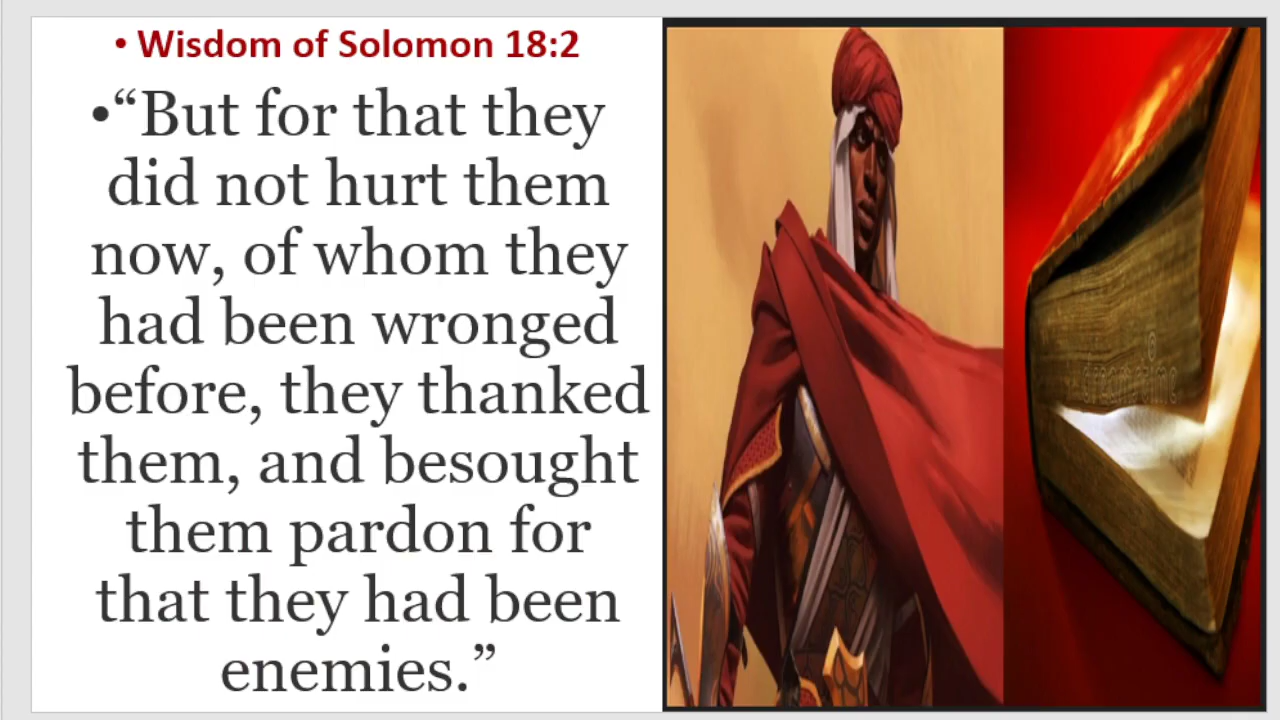 • Wisdom of Solomon 18:2
•“But for that they
did not hurt them
now, of whom they
had been wronged
before, they thanked
them, and besought
them pardon for
that they had been
enemies.”
dreamstime